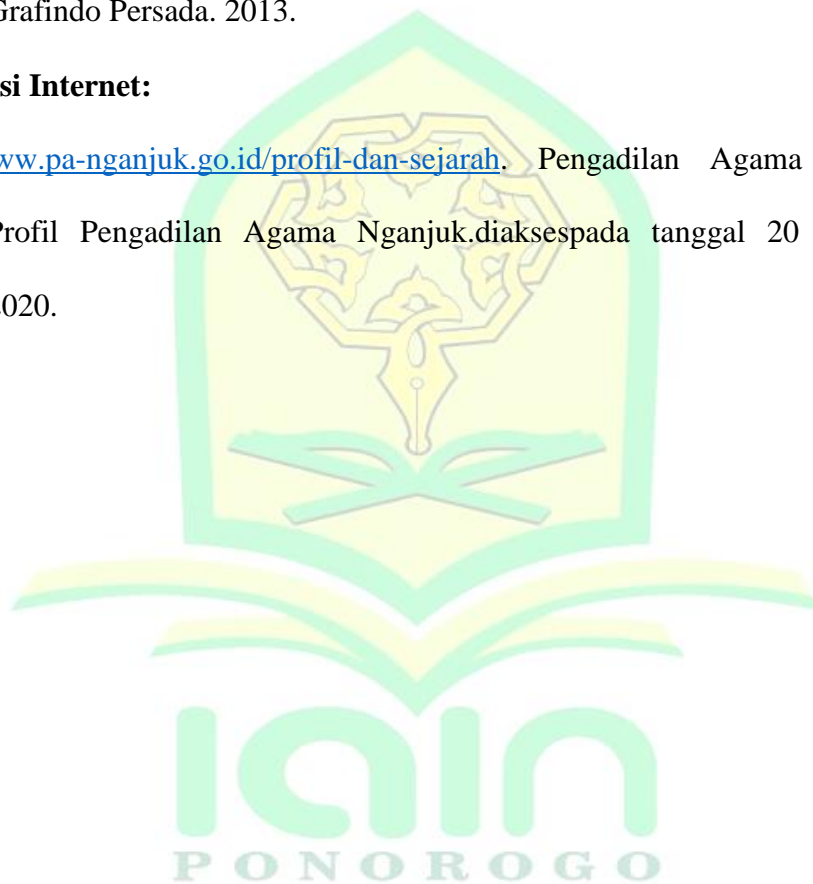 Grafindo Persada. 2013.
si Internet:
ww.pa-nganjuk.go.id/profil-dan-sejarah. Pengadilan Agama
Profil Pengadilan Agama Nganjuk.diaksespada tanggal 20
2020.
iain
PONOROGO